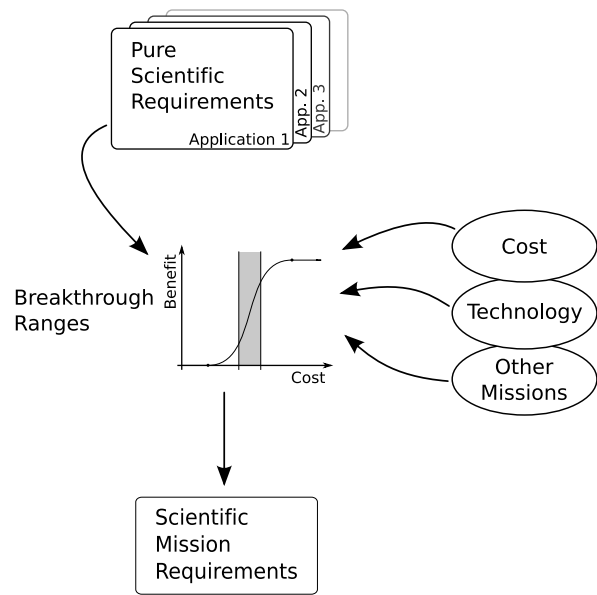 Pure
Scientific
Requirements
Application 1
App. 2
App. 3
Breakthrough
Ranges
Benefit
Cost
Cost
Technology
Other
Missions
Scientific
Mission
Requirements